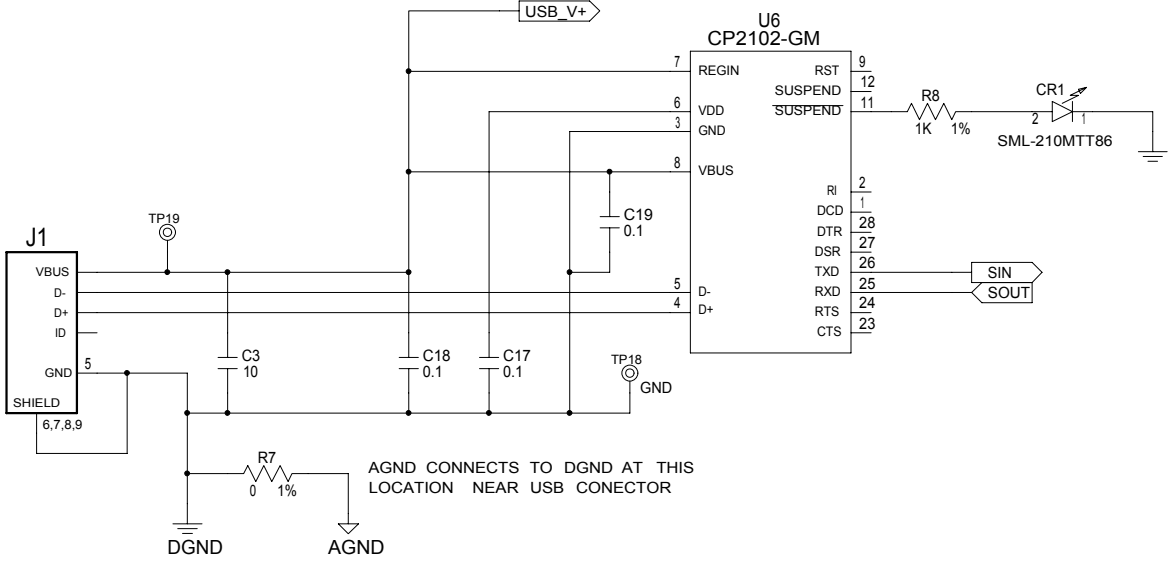 USB_V+
U6
CP2102-GM
7 REGIN
6 VDD
3 GND
8 VBUS
5 D-
4 D+
RST 9
SUSPEND 12
SUSPEND 11
RI 2
DCD 1
DTR 28
DSR 27
TXD 26
RXD 25
RTS 24
CTS 23
R8
1K 1%
CR1
2 1
SML-210MTT86
SIN
SOUT
C19
0.1
TP19
J1
VBUS
D-
D+
ID
GND 5
SHIELD
6,7,8,9
C3
10
C18
0.1
C17
0.1
TP18
GND
R7
0 1%
AGND CONNECTS TO DGND AT THIS
LOCATION NEAR USB CONECTOR
DGND
AGND